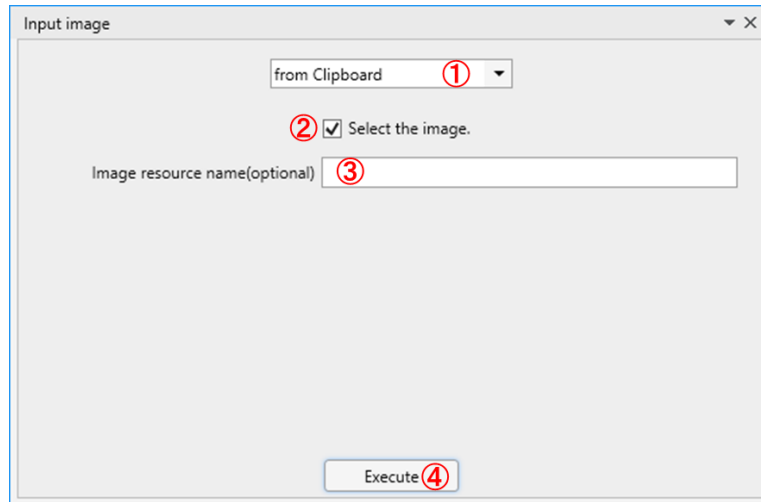 Input image
from Clipboard ①
② Select the image.
Image resource name(optional) ③
Execute ④